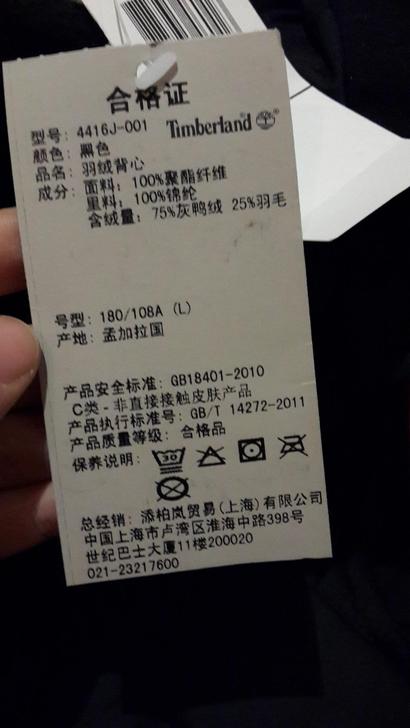 合格证
型号: 4416J-001 Timberland
颜色: 黑色
品名: 羽绒背心
成分: 面料: 100%聚酯纤维
里料: 100%锦纶
含绒量: 75%灰鸭绒 25%羽毛
号型: 180/108A (L)
产地: 孟加拉国
产品安全标准: GB18401-2010
C类-非直接接触皮肤产品
产品执行标准号: GB/T 14272-2011
产品质量等级: 合格品
保养说明: 30
总经销: 添柏岚贸易(上海)有限公司
中国上海市卢湾区淮海中路398号
世纪巴士大厦11楼200020
021-23217600